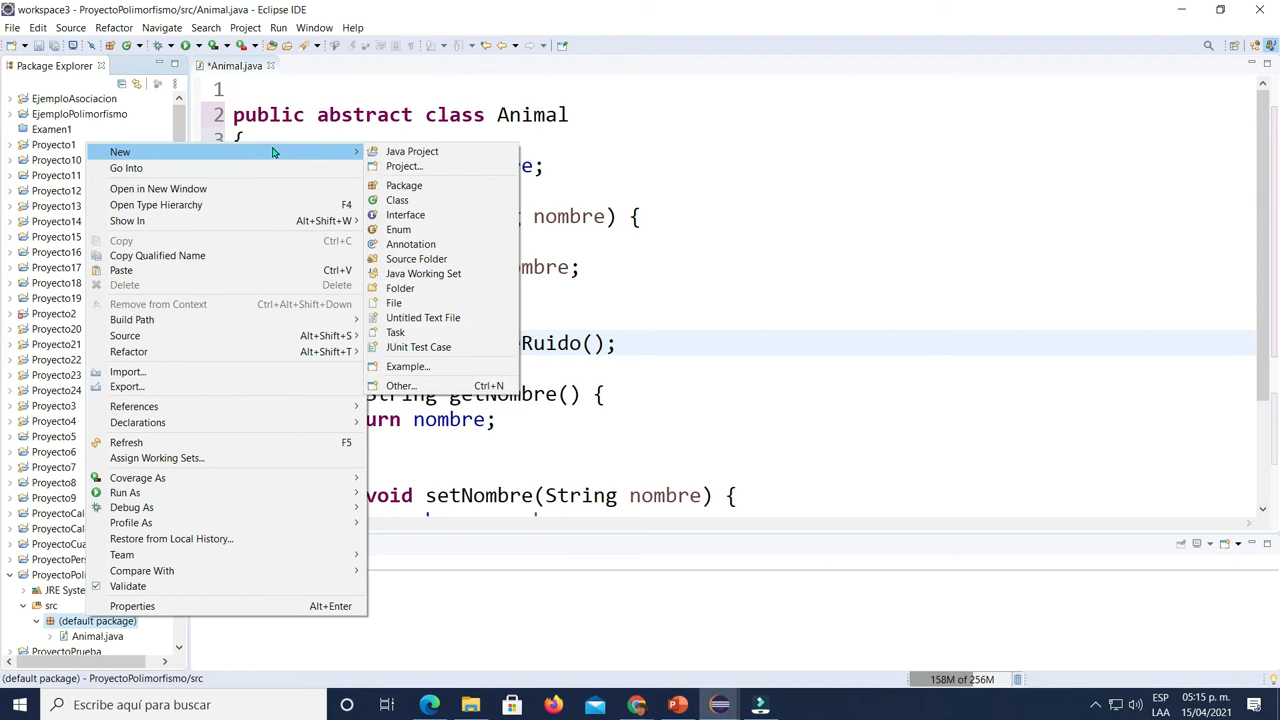 workspace3 - ProyectoPolimorfismo/src/Animal.java - Eclipse IDE
File Edit Source Refactor Navigate Search Project Run Window Help
Package Explorer
*Animal.java
EjemploAsociacion
EjemploPolimorfismo
Examen1
Proyecto1
Proyecto10
Proyecto11
Proyecto12
Proyecto13
Proyecto14
Proyecto15
Proyecto16
Proyecto17
Proyecto18
Proyecto19
Proyecto2
Proyecto20
Proyecto21
Proyecto22
Proyecto23
Proyecto24
Proyecto3
Proyecto4
Proyecto5
Proyecto6
Proyecto7
Proyecto8
Proyecto9
ProyectoCal
ProyectoCal
ProyectoCua
ProyectoPer
ProyectoPoli
JRE Syste
src
(default package)
Animal.java
ProyectoPrueba
New
Go Into
Open in New Window
Open Type Hierarchy F4
Show In Alt+Shift+W
Copy Ctrl+C
Copy Qualified Name
Paste Ctrl+V
Delete Delete
Remove from Context Ctrl+Alt+Shift+Down
Build Path
Source Alt+Shift+S
Refactor Alt+Shift+T
Import...
Export...
References
Declarations
Refresh F5
Assign Working Sets...
Coverage As
Run As
Debug As
Profile As
Restore from Local History...
Team
Compare With
Validate
Properties Alt+Enter
Java Project
Project...
Package
Class
Interface
Enum
Annotation
Source Folder
Java Working Set
Folder
File
Untitled Text File
Task
JUnit Test Case
Example...
Other... Ctrl+N
1
2 public abstract class Animal
3 {
e;
nombre) {
mbre;
Ruido();
String getNombre() {
urn nombre;
void setNombre(String nombre) {
(default package) - ProyectoPolimorfismo/src
158M of 256M
Escribe aquí para buscar
ESP
LAA
05:15 p. m.
15/04/2021